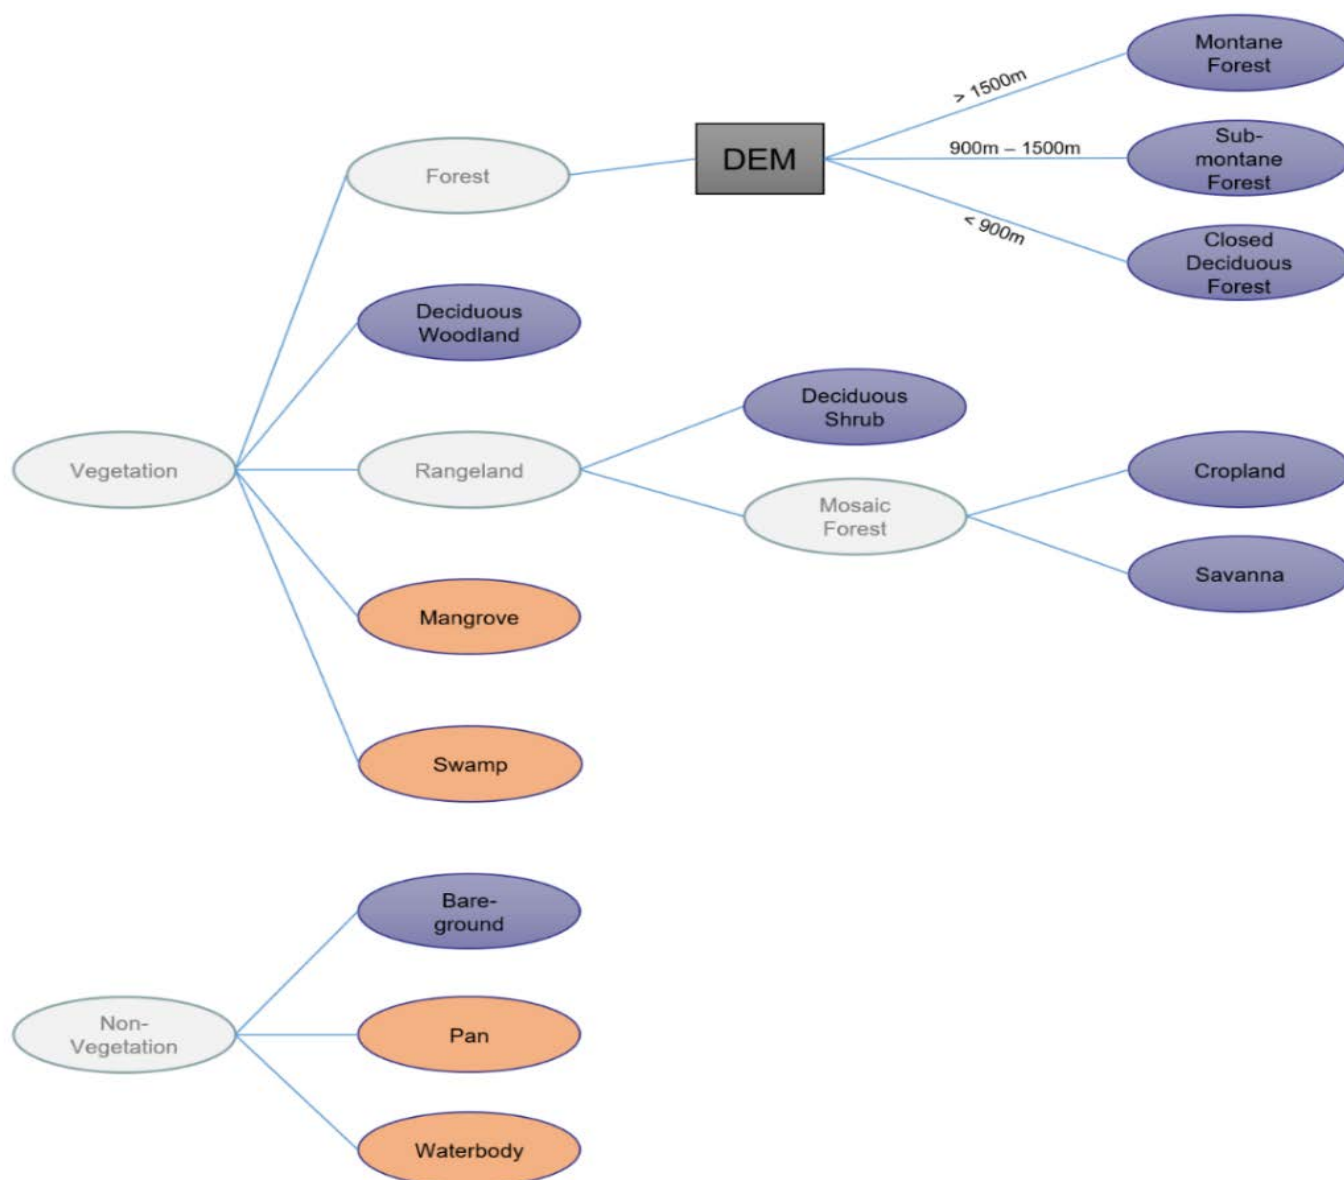 Montane
Forest
> 1500m
Forest
DEM
900m – 1500m
Sub-
montane
Forest
< 900m
Closed
Deciduous
Forest
Deciduous
Woodland
Deciduous
Shrub
Vegetation
Rangeland
Cropland
Mosaic
Forest
Savanna
Mangrove
Swamp
Bare-
ground
Non-
Vegetation
Pan
Waterbody